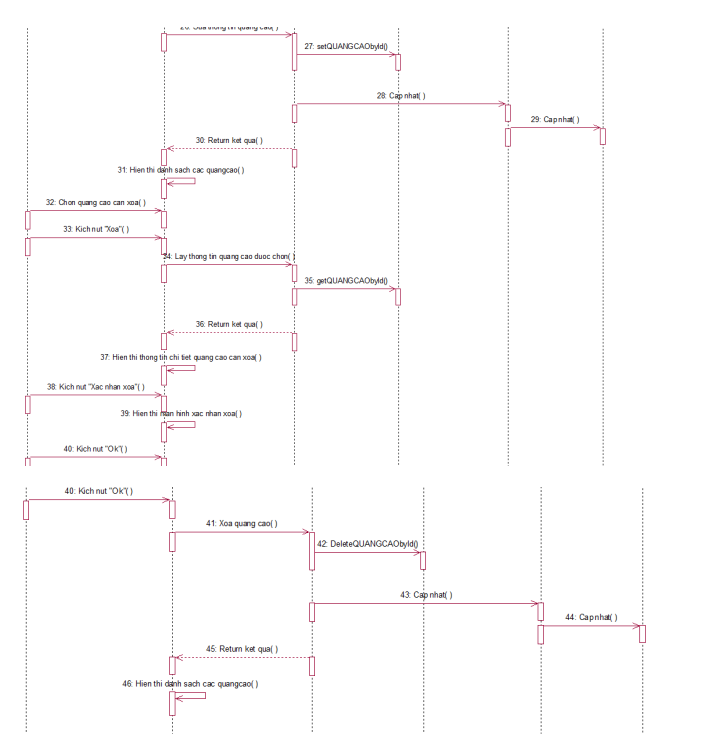 27: setQUANGCAObyId()
28: Cap nhat( )
29: Cap nhat( )
30: Return ket qua( )
31: Hien thi danh sach cac quangcao( )
32: Chon quang cao can xoa( )
33: Kich nut "Xoa"( )
34: Lay thong tin quang cao duoc chon( )
35: getQUANGCAObyId()
36: Return ket qua( )
37: Hien thi thong tin chi tiet quang cao can xoa( )
38: Kich nut "Xac nhan xoa"( )
39: Hien thi man hinh xac nhan xoa( )
40: Kich nut "Ok"( )
40: Kich nut "Ok"( )
41: Xoa quang cao( )
42: DeleteQUANGCAObyId()
43: Cap nhat( )
44: Cap nhat( )
45: Return ket qua( )
46: Hien thi danh sach cac quangcao( )